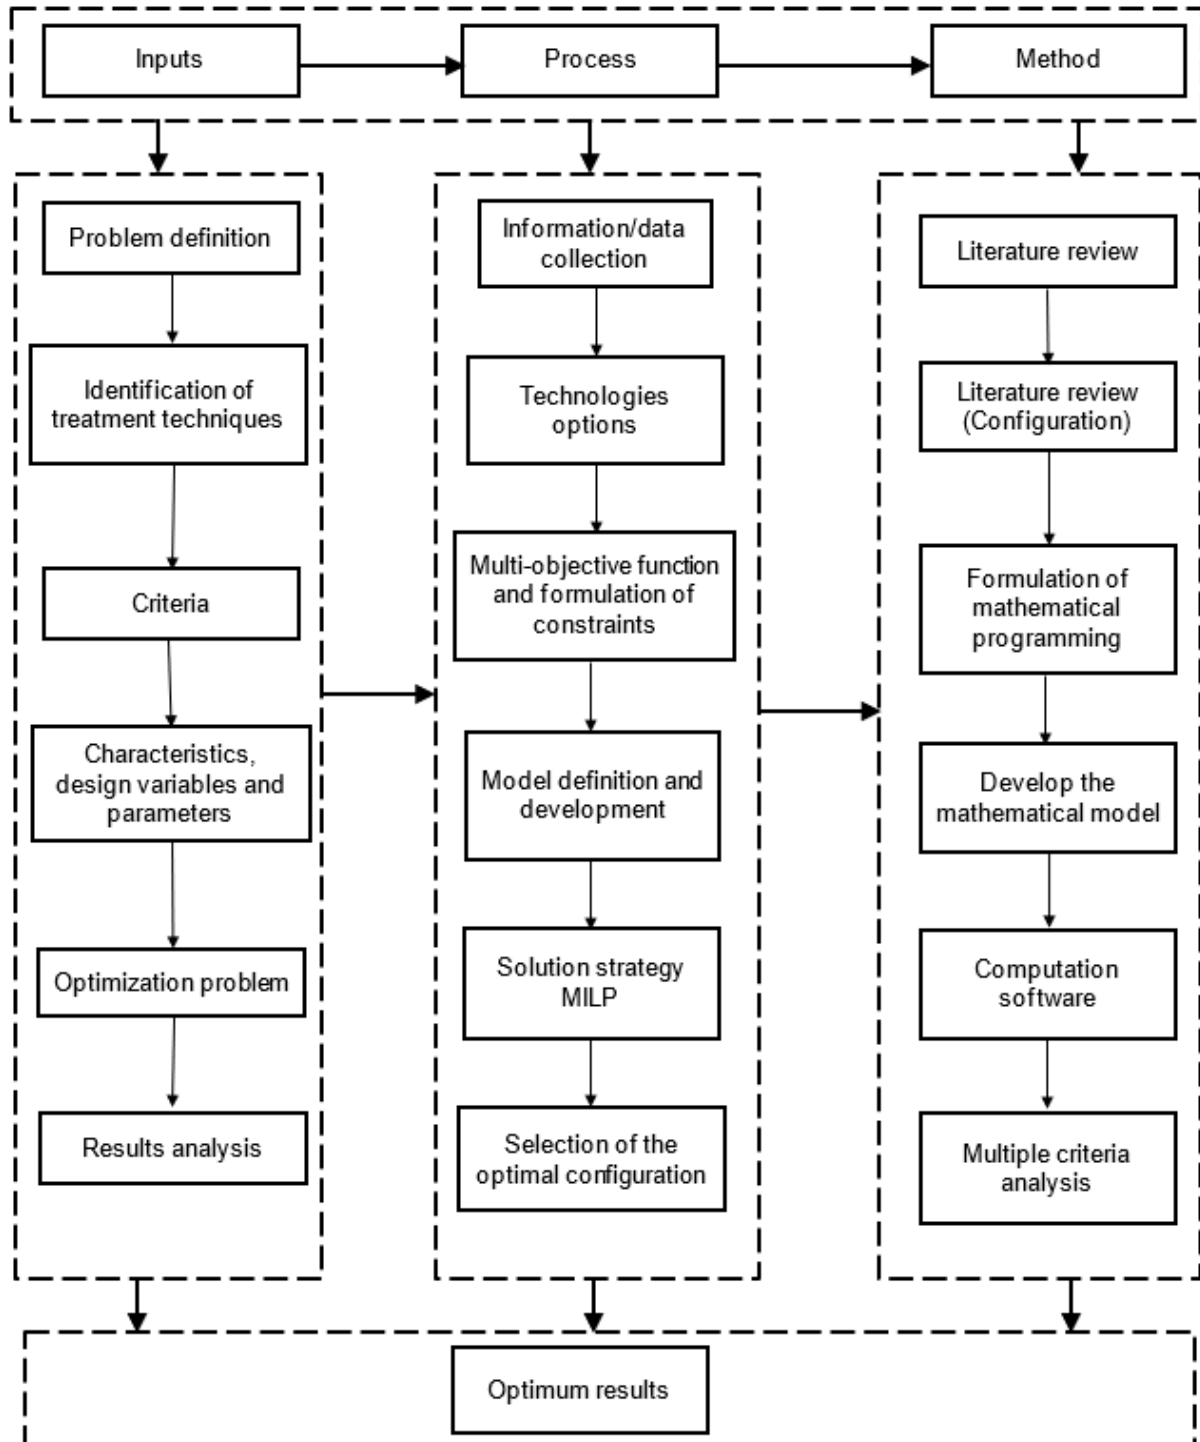 Inputs
Process
Method
Problem definition
Identification of
treatment techniques
Criteria
Characteristics,
design variables and
parameters
Optimization problem
Results analysis
Information/data
collection
Technologies
options
Multi-objective function
and formulation of
constraints
Model definition and
development
Solution strategy
MILP
Selection of the
optimal configuration
Literature review
Literature review
(Configuration)
Formulation of
mathematical
programming
Develop the
mathematical model
Computation
software
Multiple criteria
analysis
Optimum results